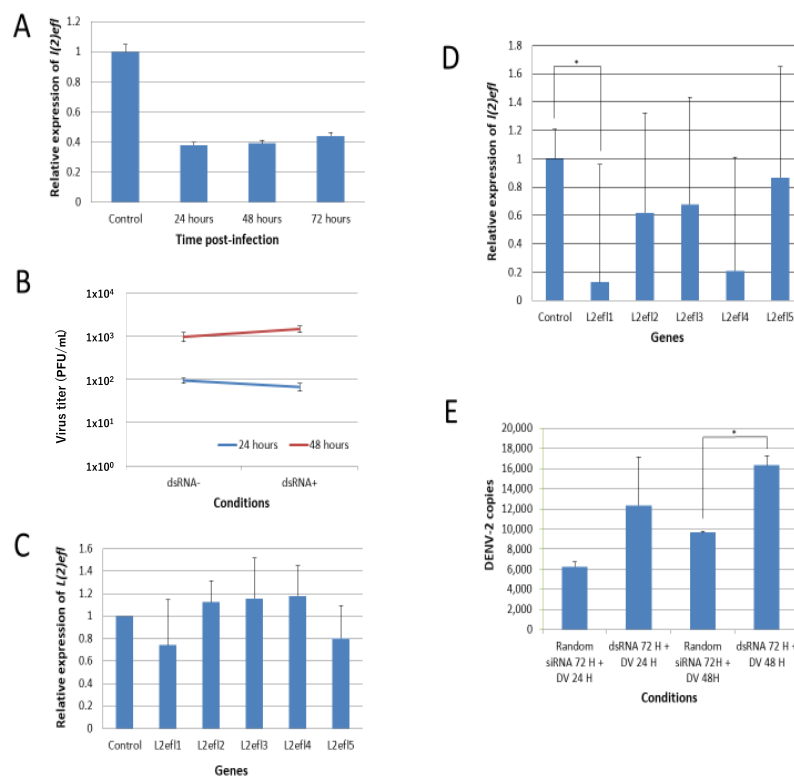 A
Relative expression of l(2)efl
1.2
1
0.8
0.6
0.4
0.2
0
Control 24 hours 48 hours 72 hours
Time post-infection
B
Virus titer (PFU/mL)
1x10⁴
1x10³
1x10²
1x10¹
1x10⁰
24 hours 48 hours
dsRNA- dsRNA+
Conditions
C
Relative expression of L(2)efl
1.6
1.4
1.2
1
0.8
0.6
0.4
0.2
0
Control L2efl1 L2efl2 L2efl3 L2efl4 L2efl5
Genes
D
Relative expression of l(2)efl
1.8
1.6
1.4
1.2
1
0.8
0.6
0.4
0.2
0
*
Control L2efl1 L2efl2 L2efl3 L2efl4 L2efl5
Genes
E
DENV-2 copies
20,000
18,000
16,000
14,000
12,000
10,000
8,000
6,000
4,000
2,000
0
*
Random siRNA 72 H + DV 24 H
dsRNA 72 H + DV 24 H
Random siRNA 72H + DV 48H
dsRNA 72 H + DV 48 H
Conditions